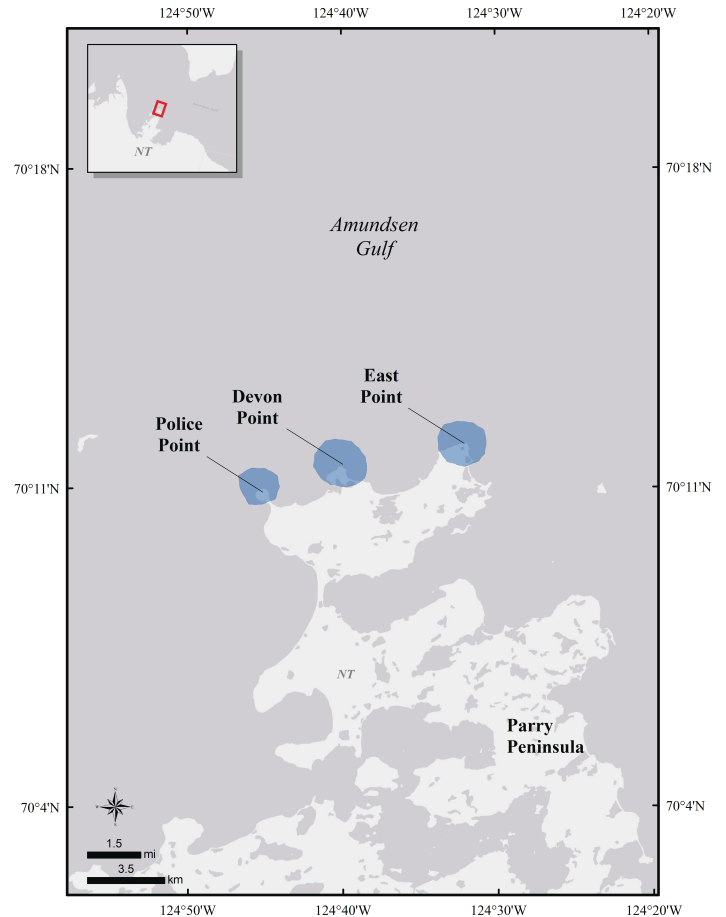 124°50'W 124°40'W 124°30'W 124°20'W
NT
70°18'N 70°18'N
Amundsen
Gulf
East
Point
Devon
Point
Police
Point
70°11'N 70°11'N
NT
Parry
Peninsula
70°4'N 70°4'N
1.5
mi
3.5
km
124°50'W 124°40'W 124°30'W 124°20'W